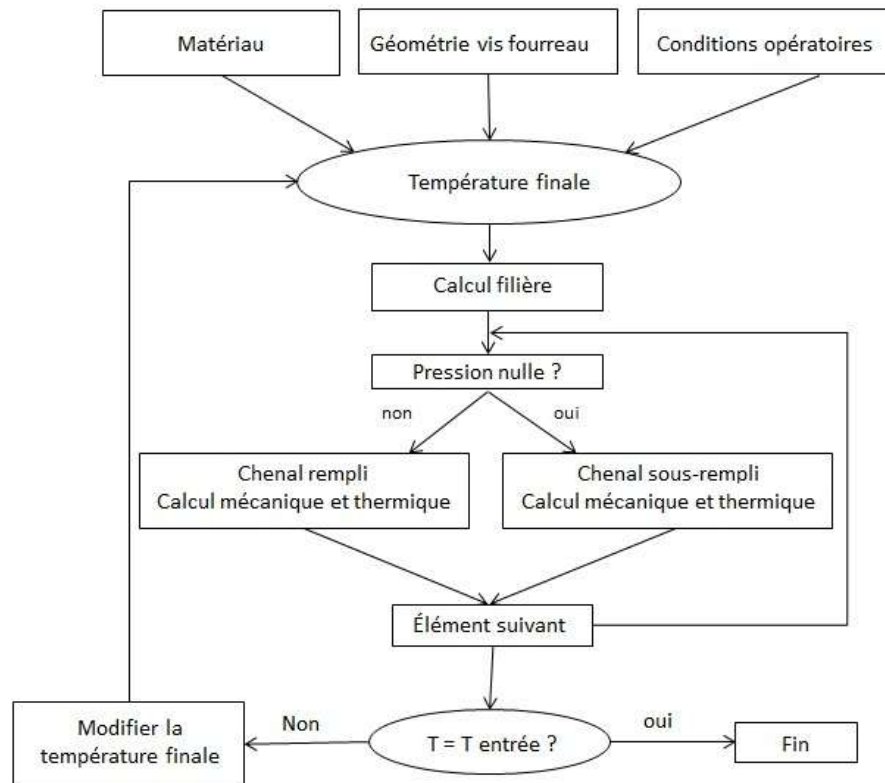 Matériau
Géométrie vis fourreau
Conditions opératoires
Température finale
Calcul filière
Pression nulle ?
non
oui
Chenal rempli
Calcul mécanique et thermique
Chenal sous-rempli
Calcul mécanique et thermique
Élément suivant
Modifier la
température finale
Non
T = T entrée ?
oui
Fin